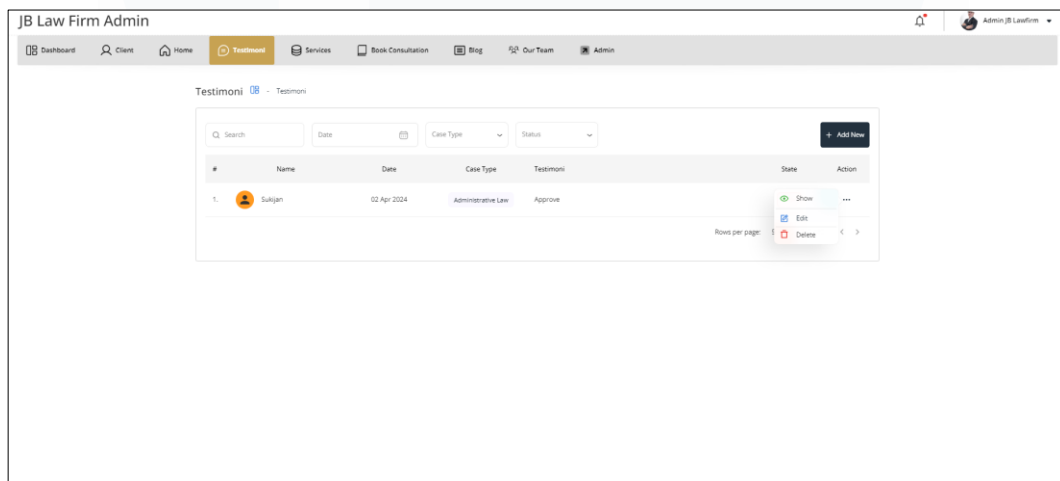 JB Law Firm Admin
Admin JB Lawfirm
Dashboard Client Home Testimoni Services Book Consultation Blog Our Team Admin
Testimoni - Testimoni
Search Date Case Type Status + Add New
# Name Date Case Type Testimoni State Action
1. Sukijan 02 Apr 2024 Administrative Law Approve Show ...
Edit
Rows per page: Delete < >